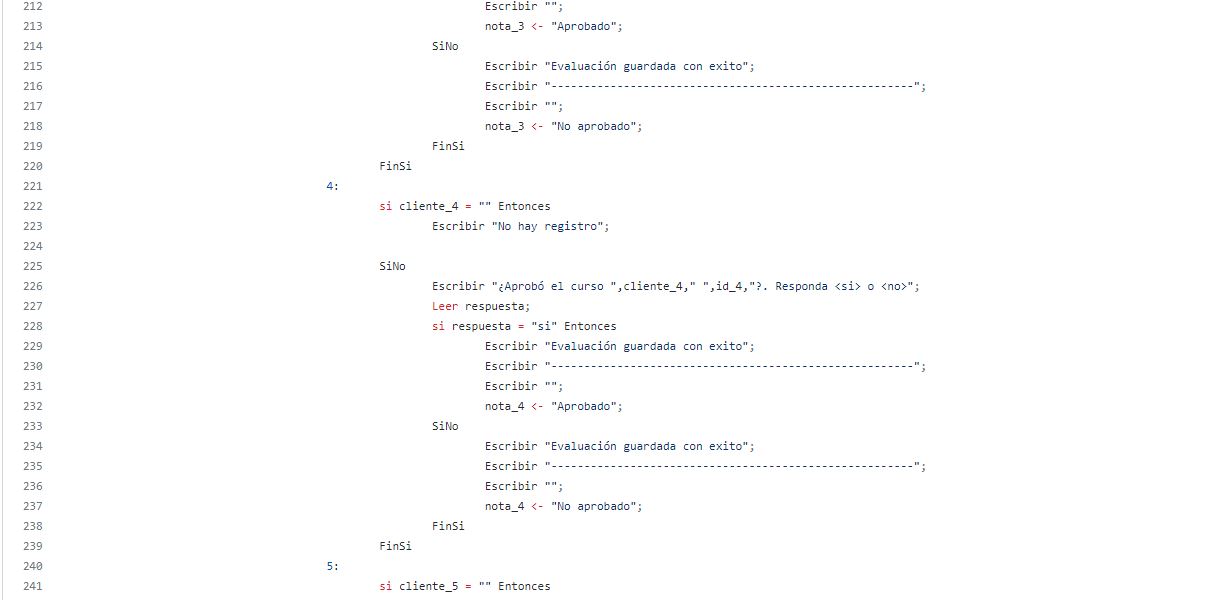 212 Escribir "";
213 nota_3 <- "Aprobado";
214 SiNo
215 Escribir "Evaluación guardada con exito";
216 Escribir "-------------------------------------------------------";
217 Escribir "";
218 nota_3 <- "No aprobado";
219 FinSi
220 FinSi
221 4:
222 si cliente_4 = "" Entonces
223 Escribir "No hay registro";
224
225 SiNo
226 Escribir "¿Aprobó el curso ",cliente_4," ",id_4,"?. Responda <si> o <no>";
227 Leer respuesta;
228 si respuesta = "si" Entonces
229 Escribir "Evaluación guardada con exito";
230 Escribir "-------------------------------------------------------";
231 Escribir "";
232 nota_4 <- "Aprobado";
233 SiNo
234 Escribir "Evaluación guardada con exito";
235 Escribir "-------------------------------------------------------";
236 Escribir "";
237 nota_4 <- "No aprobado";
238 FinSi
239 FinSi
240 5:
241 si cliente_5 = "" Entonces